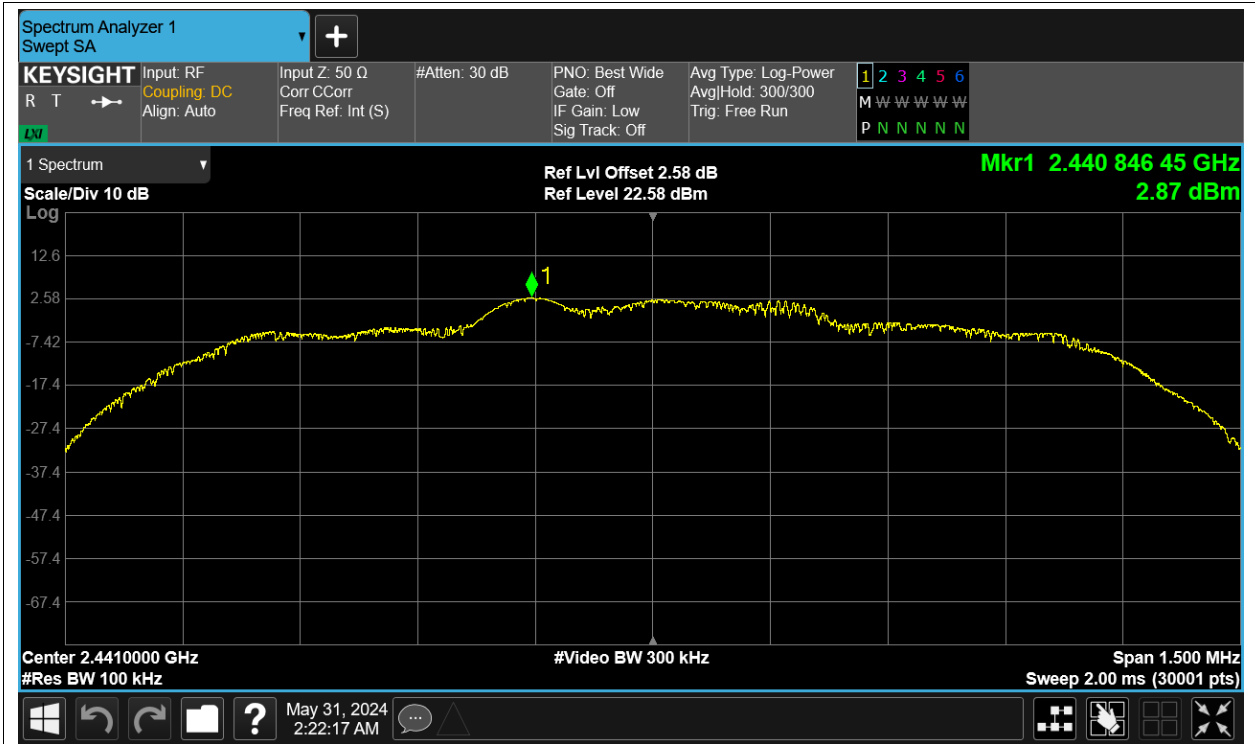 Spectrum Analyzer 1
Swept SA
+
KEYSIGHT
R T
LXI
Input: RF
Coupling: DC
Align: Auto
Input Z: 50 Ω
Corr CCorr
Freq Ref: Int (S)
#Atten: 30 dB
PNO: Best Wide
Gate: Off
IF Gain: Low
Sig Track: Off
Avg Type: Log-Power
Avg|Hold: 300/300
Trig: Free Run
1 2 3 4 5 6
M W W W W W
P N N N N N
1 Spectrum
Scale/Div 10 dB
Log
Ref Lvl Offset 2.58 dB
Ref Level 22.58 dBm
Mkr1 2.440 846 45 GHz
2.87 dBm
12.6
2.58
-7.42
-17.4
-27.4
-37.4
-47.4
-57.4
-67.4
1
Center 2.4410000 GHz
#Res BW 100 kHz
#Video BW 300 kHz
Span 1.500 MHz
Sweep 2.00 ms (30001 pts)
?
May 31, 2024
2:22:17 AM